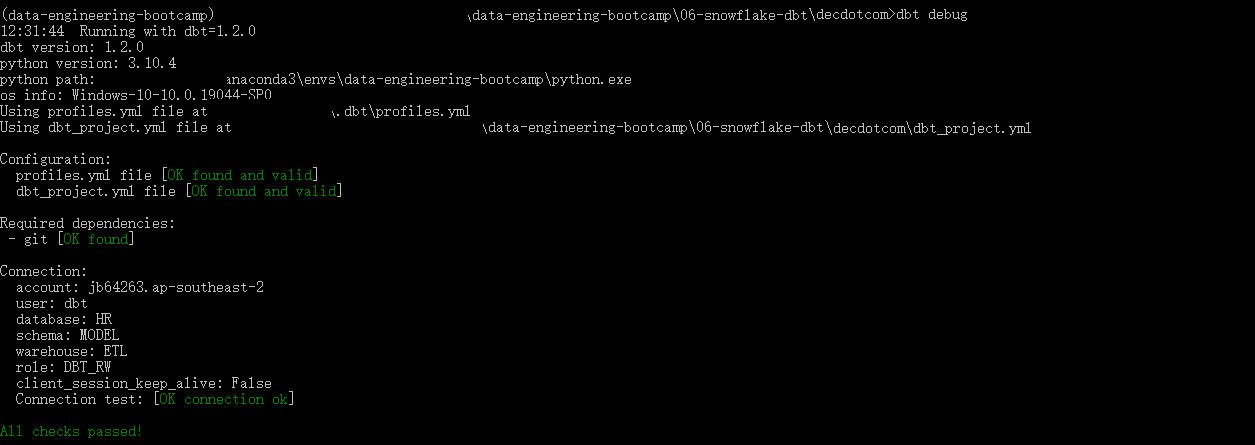 (data-engineering-bootcamp) \data-engineering-bootcamp\06-snowflake-dbt\decdotcom>dbt debug
12:31:44  Running with dbt=1.2.0
dbt version: 1.2.0
python version: 3.10.4
python path: anaconda3\envs\data-engineering-bootcamp\python.exe
os info: Windows-10-10.0.19044-SP0
Using profiles.yml file at \.dbt\profiles.yml
Using dbt_project.yml file at \data-engineering-bootcamp\06-snowflake-dbt\decdotcom\dbt_project.yml
Configuration:
profiles.yml file [OK found and valid]
dbt_project.yml file [OK found and valid]
Required dependencies:
- git [OK found]
Connection:
account: jb64263.ap-southeast-2
user: dbt
database: HR
schema: MODEL
warehouse: ETL
role: DBT_RW
client_session_keep_alive: False
Connection test: [OK connection ok]
All checks passed!